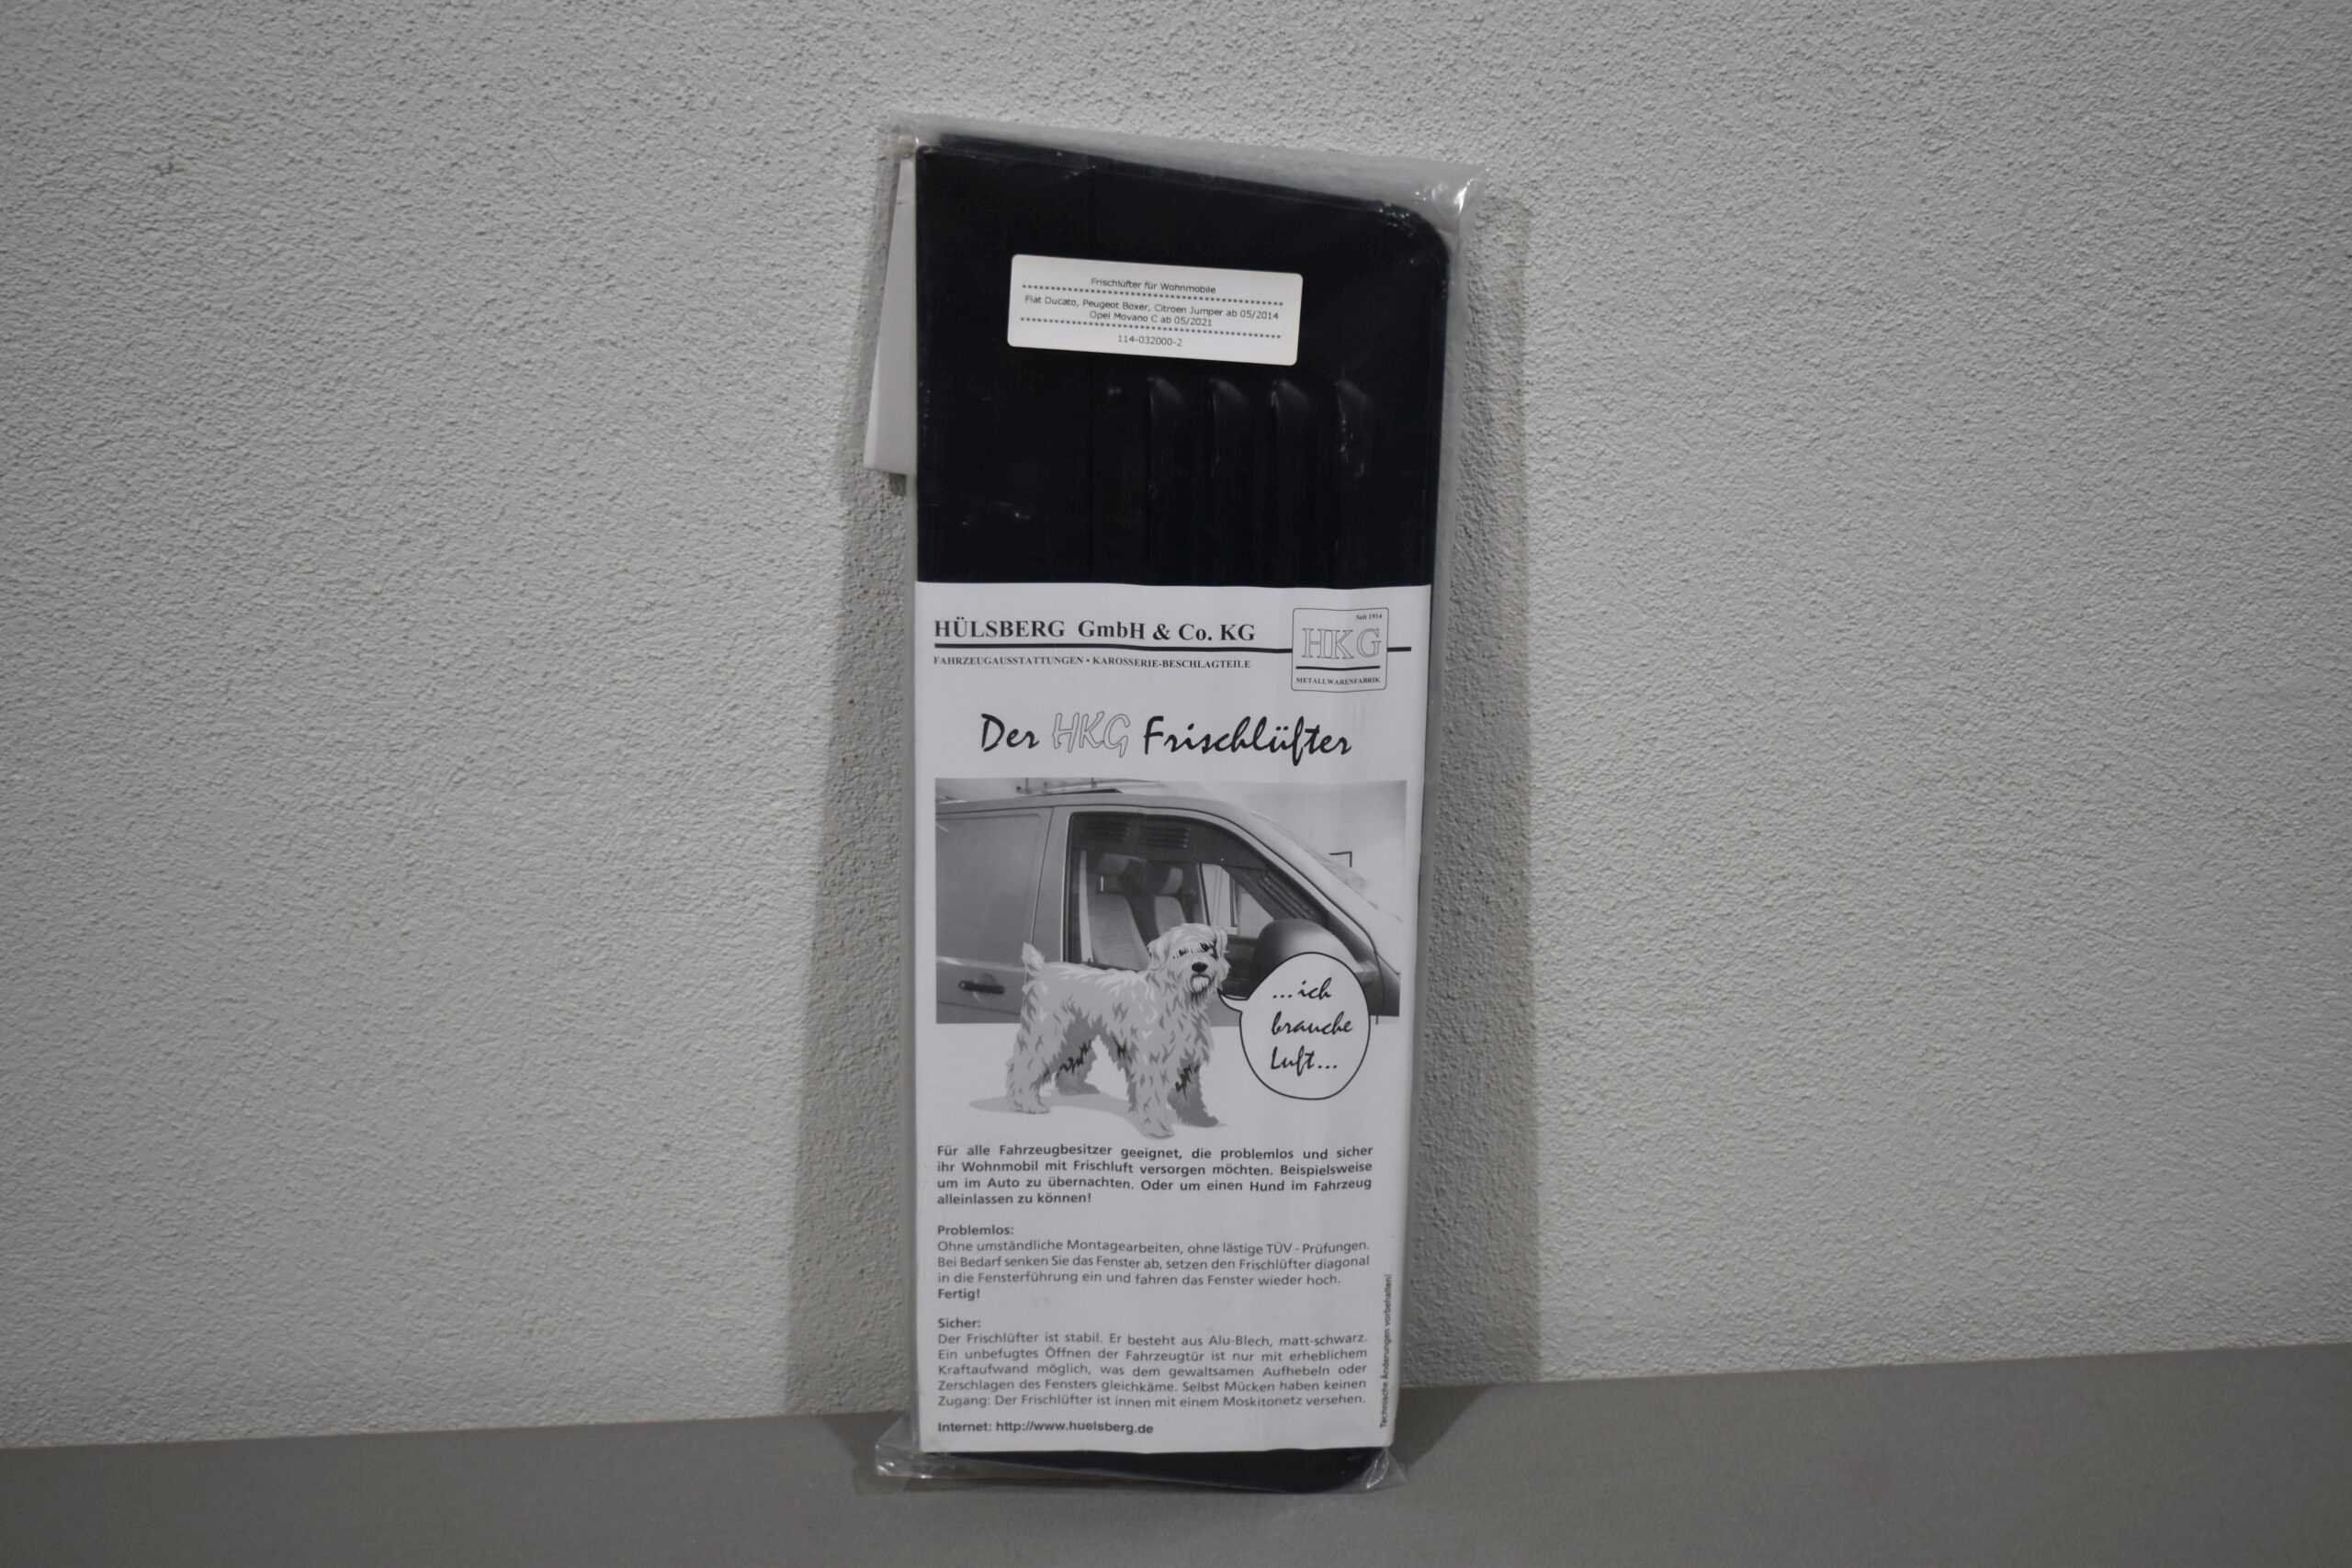 Frischlüfter für Wohnmobile
Fiat Ducato, Peugeot Boxer, Citroen Jumper ab 05/2014
Opel Movano C ab 05/2021
114-032000-2
HÜLSBERG GmbH & Co. KG
FAHRZEUGAUSSTATTUNGEN • KAROSSERIE-BESCHLAGTEILE
Seit 1914
HKG
METALLWARENFABRIK
Der HKG Frischlüfter
...ich
brauche
Luft...
Für alle Fahrzeugbesitzer geeignet, die problemlos und sicher
ihr Wohnmobil mit Frischluft versorgen möchten. Beispielsweise
um im Auto zu übernachten. Oder um einen Hund im Fahrzeug
alleinlassen zu können!
Problemlos:
Ohne umständliche Montagearbeiten, ohne lästige TÜV - Prüfungen.
Bei Bedarf senken Sie das Fenster ab, setzen den Frischlüfter diagonal
in die Fensterführung ein und fahren das Fenster wieder hoch.
Fertig!
Sicher:
Der Frischlüfter ist stabil. Er besteht aus Alu-Blech, matt-schwarz.
Ein unbefugtes Öffnen der Fahrzeugtür ist nur mit erheblichem
Kraftaufwand möglich, was dem gewaltsamen Aufhebeln oder
Zerschlagen des Fensters gleichkäme. Selbst Mücken haben keinen
Zugang: Der Frischlüfter ist innen mit einem Moskitonetz versehen.
Internet: http://www.huelsberg.de
Technische Änderungen vorbehalten!